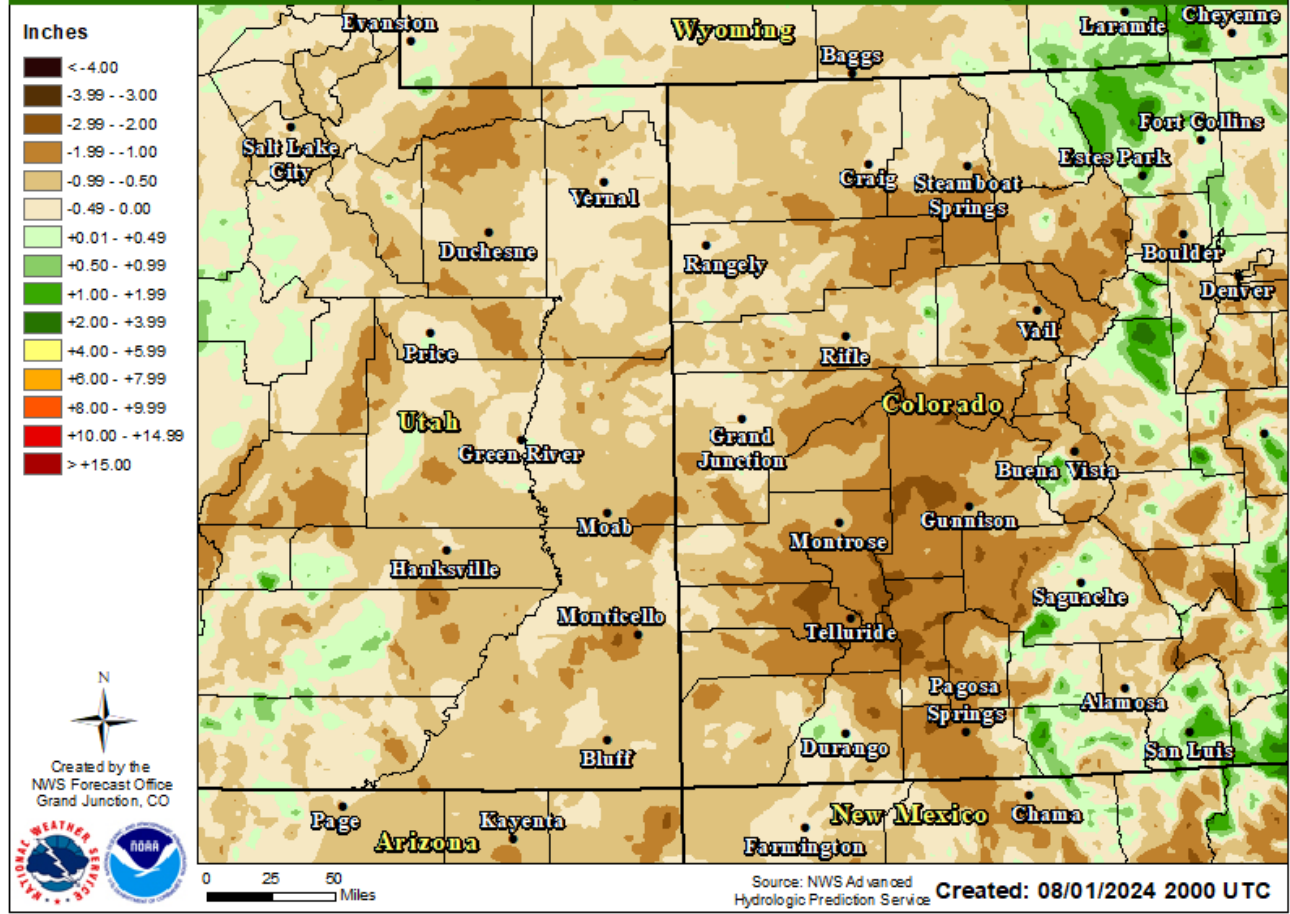 Inches
< -4.00
-3.99 - -3.00
-2.99 - -2.00
-1.99 - -1.00
-0.99 - -0.50
-0.49 - 0.00
+0.01 - +0.49
+0.50 - +0.99
+1.00 - +1.99
+2.00 - +3.99
+4.00 - +5.99
+6.00 - +7.99
+8.00 - +9.99
+10.00 - +14.99
> +15.00
Evanston
Wyoming
Laramie
Cheyenne
Baggs
Salt Lake
City
Fort Collins
Estes Park
Vernal
Craig
Steamboat
Springs
Duchesne
Rangely
Boulder
Denver
Price
Rifle
Vail
Utah
Colorado
Green River
Grand
Junction
Buena Vista
Moab
Montrose
Gunnison
Hanksville
Monticello
Telluride
Saguache
Pagosa
Springs
Alamosa
Bluff
Durango
San Luis
Page
Arizona
Kayenta
New Mexico
Chama
Farmington
N
Created by the
NWS Forecast Office
Grand Junction, CO
NATIONAL WEATHER SERVICE
NOAA
0 25 50
Miles
Source: NWS Advanced
Hydrologic Prediction Service
Created: 08/01/2024 2000 UTC